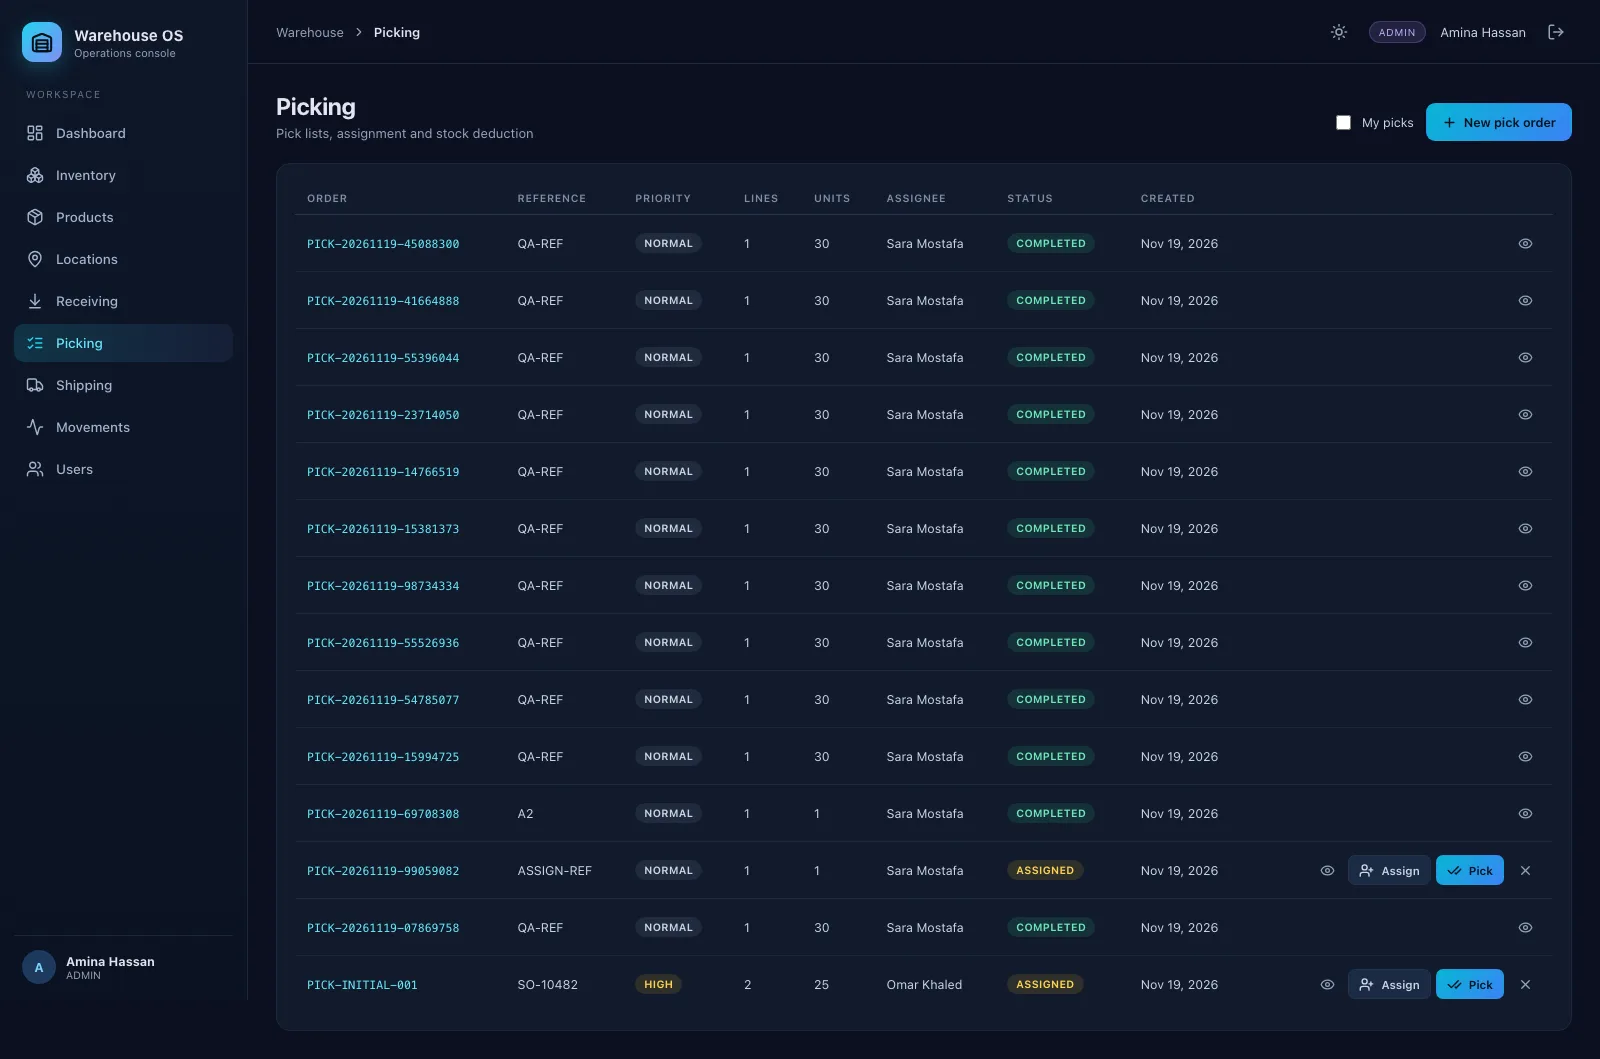 Warehouse OS
Operations console
WORKSPACE
Dashboard
Inventory
Products
Locations
Receiving
Picking
Shipping
Movements
Users
A
Amina Hassan
ADMIN
Warehouse > Picking
ADMIN Amina Hassan
Picking
Pick lists, assignment and stock deduction
My picks
+ New pick order
ORDER REFERENCE PRIORITY LINES UNITS ASSIGNEE STATUS CREATED
PICK-20261119-45088300 QA-REF NORMAL 1 30 Sara Mostafa COMPLETED Nov 19, 2026
PICK-20261119-41664888 QA-REF NORMAL 1 30 Sara Mostafa COMPLETED Nov 19, 2026
PICK-20261119-55396044 QA-REF NORMAL 1 30 Sara Mostafa COMPLETED Nov 19, 2026
PICK-20261119-23714050 QA-REF NORMAL 1 30 Sara Mostafa COMPLETED Nov 19, 2026
PICK-20261119-14766519 QA-REF NORMAL 1 30 Sara Mostafa COMPLETED Nov 19, 2026
PICK-20261119-15381373 QA-REF NORMAL 1 30 Sara Mostafa COMPLETED Nov 19, 2026
PICK-20261119-98734334 QA-REF NORMAL 1 30 Sara Mostafa COMPLETED Nov 19, 2026
PICK-20261119-55526936 QA-REF NORMAL 1 30 Sara Mostafa COMPLETED Nov 19, 2026
PICK-20261119-54785077 QA-REF NORMAL 1 30 Sara Mostafa COMPLETED Nov 19, 2026
PICK-20261119-15994725 QA-REF NORMAL 1 30 Sara Mostafa COMPLETED Nov 19, 2026
PICK-20261119-69708308 A2 NORMAL 1 1 Sara Mostafa COMPLETED Nov 19, 2026
PICK-20261119-99059082 ASSIGN-REF NORMAL 1 1 Sara Mostafa ASSIGNED Nov 19, 2026 Assign Pick
PICK-20261119-07869758 QA-REF NORMAL 1 30 Sara Mostafa COMPLETED Nov 19, 2026
PICK-INITIAL-001 SO-10482 HIGH 2 25 Omar Khaled ASSIGNED Nov 19, 2026 Assign Pick